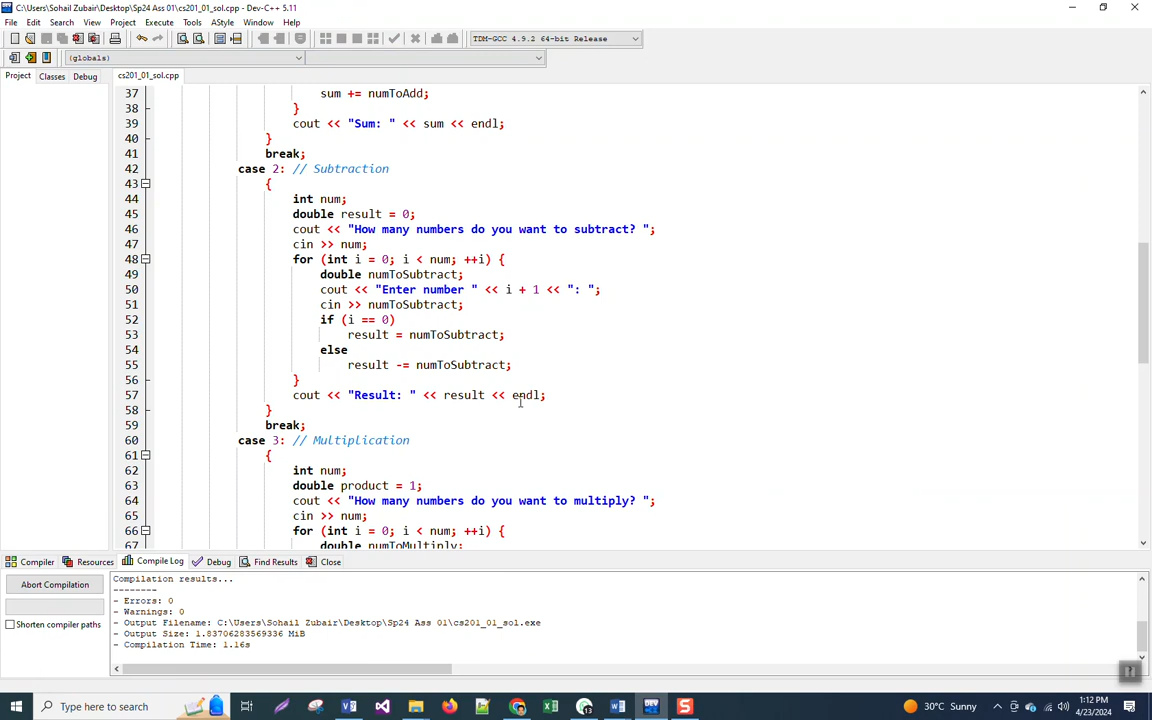 C:\Users\Sohail Zubair\Desktop\Sp24 Ass 01\cs201_01_sol.cpp - Dev-C++ 5.11
File Edit Search View Project Execute Tools AStyle Window Help
TDM-GCC 4.9.2 64-bit Release
(globals)
Project Classes Debug cs201_01_sol.cpp
37 sum += numToAdd;
38 }
39 cout << "Sum: " << sum << endl;
40 }
41 break;
42 case 2: // Subtraction
43 {
44 int num;
45 double result = 0;
46 cout << "How many numbers do you want to subtract? ";
47 cin >> num;
48 for (int i = 0; i < num; ++i) {
49 double numToSubtract;
50 cout << "Enter number " << i + 1 << ": ";
51 cin >> numToSubtract;
52 if (i == 0)
53 result = numToSubtract;
54 else
55 result -= numToSubtract;
56 }
57 cout << "Result: " << result << endl;
58 }
59 break;
60 case 3: // Multiplication
61 {
62 int num;
63 double product = 1;
64 cout << "How many numbers do you want to multiply? ";
65 cin >> num;
66 for (int i = 0; i < num; ++i) {
67 double numToMultiply;
Compiler Resources Compile Log Debug Find Results Close
Abort Compilation
Shorten compiler paths
Compilation results...
--------
- Errors: 0
- Warnings: 0
- Output Filename: C:\Users\Sohail Zubair\Desktop\Sp24 Ass 01\cs201_01_sol.exe
- Output Size: 1.83706283569336 MiB
- Compilation Time: 1.16s
Type here to search
13
DEV
30°C Sunny
1:12 PM
4/23/2024